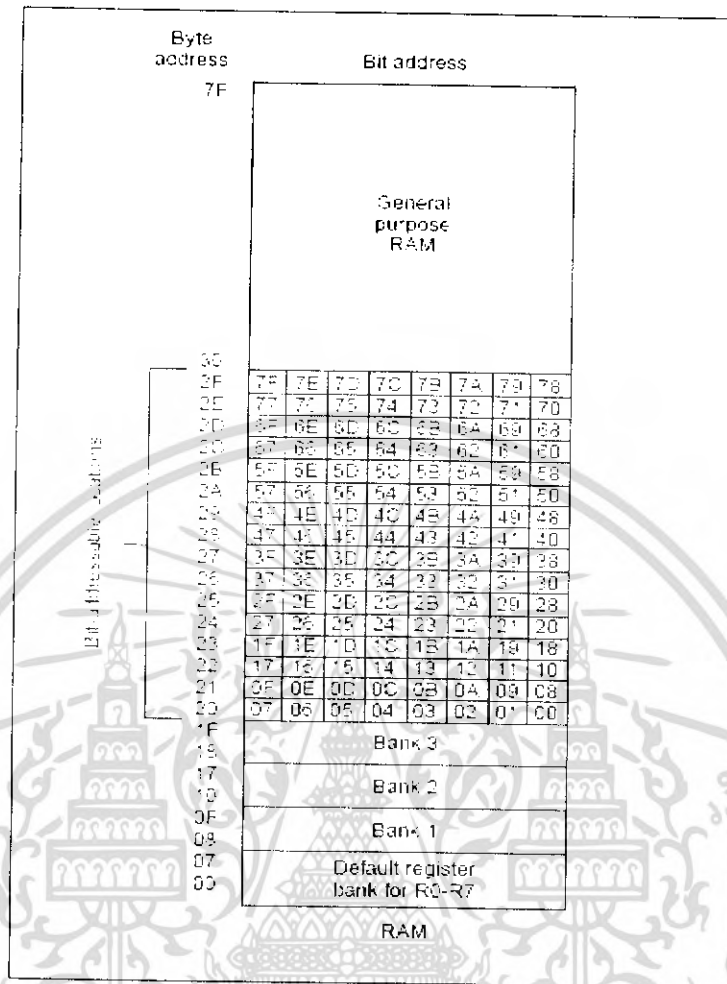 Byte address
Bit address
7F
General purpose RAM
30
2F 7F 7E 7D 7C 7B 7A 79 78
2E 77 76 75 74 73 72 71 70
2D 6F 6E 6D 6C 6B 6A 69 68
2C 67 66 65 64 63 62 61 60
2B 5F 5E 5D 5C 5B 5A 59 58
2A 57 56 55 54 53 52 51 50
29 4F 4E 4D 4C 4B 4A 49 48
28 47 46 45 44 43 42 41 40
27 3F 3E 3D 3C 3B 3A 39 38
26 37 36 35 34 33 32 31 30
25 2F 2E 2D 2C 2B 2A 29 28
24 27 26 25 24 23 22 21 20
23 1F 1E 1D 1C 1B 1A 19 18
22 17 16 15 14 13 12 11 10
21 0F 0E 0D 0C 0B 0A 09 08
20 07 06 05 04 03 02 01 00
Bit-addressable locations
1F
18
Bank 3
17
10
Bank 2
0F
08
Bank 1
07
00
Default register
bank for R0-R7
RAM